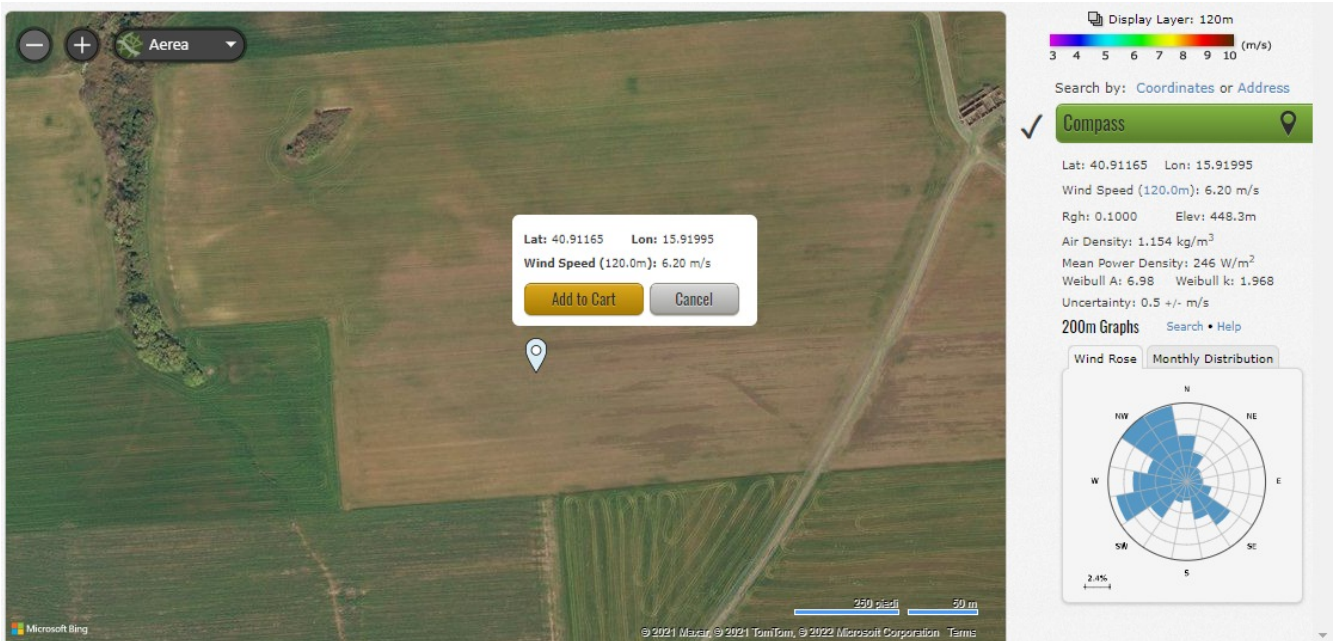 Aerea
Lat: 40.91165 Lon: 15.91995
Wind Speed (120.0m): 6.20 m/s
Add to Cart Cancel
250 piedi 50 m
Microsoft Bing
© 2021 Maxar, © 2021 TomTom, © 2022 Microsoft Corporation Terms
Display Layer: 120m
3 4 5 6 7 8 9 10 (m/s)
Search by: Coordinates or Address
Compass
Lat: 40.91165 Lon: 15.91995
Wind Speed (120.0m): 6.20 m/s
Rgh: 0.1000 Elev: 448.3m
Air Density: 1.154 kg/m³
Mean Power Density: 246 W/m²
Weibull A: 6.98 Weibull k: 1.968
Uncertainty: 0.5 +/- m/s
200m Graphs Search • Help
Wind Rose Monthly Distribution
N
NW NE
W E
SW SE
S
2.4%